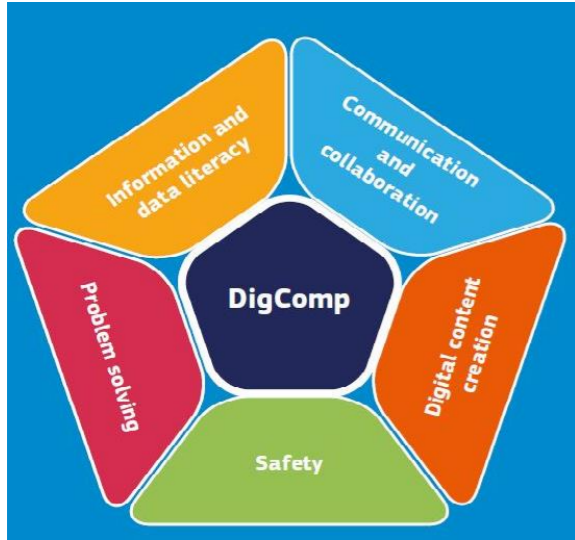 Information and
data literacy
Communication
and
collaboration
DigComp
Problem solving
Digital content
creation
Safety